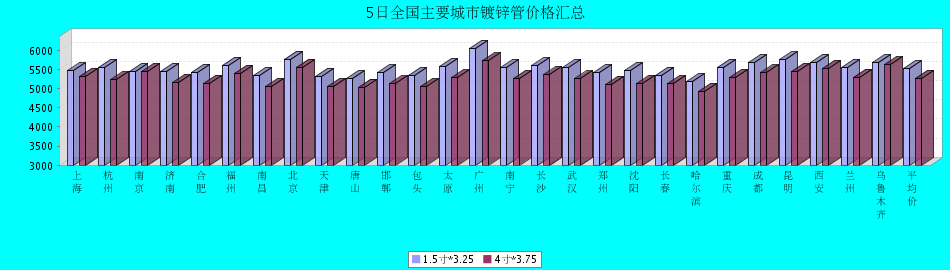 5日全国主要城市镀锌管价格汇总
6000
5500
5000
4500
4000
3500
3000
上海
杭州
南京
济南
合肥
福州
南昌
北京
天津
唐山
邯郸
包头
太原
广州
南宁
长沙
武汉
郑州
沈阳
长春
哈尔滨
重庆
成都
昆明
西安
兰州
乌鲁木齐
平均价
1.5寸*3.25
4寸*3.75